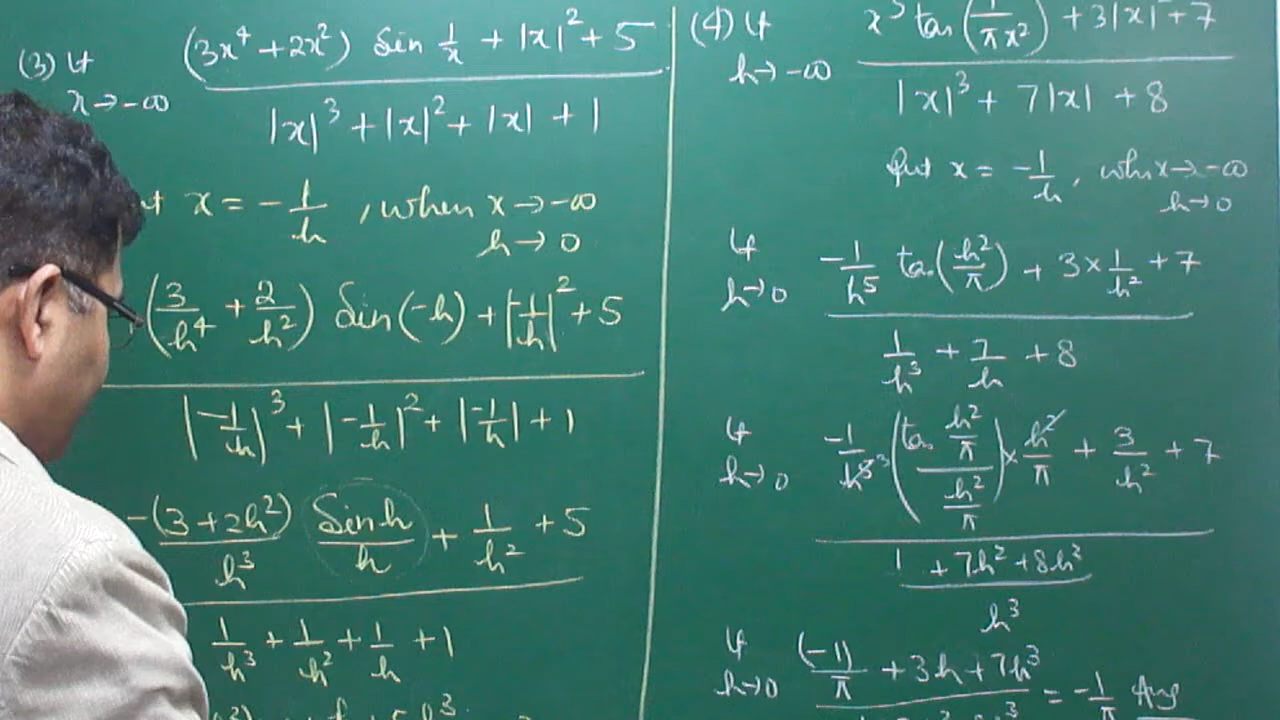 (3) Lt x→-∞ (3x⁴ + 2x²) Sin 1/x + |x|² + 5
|x|³ + |x|² + |x| + 1
x = - 1/h , when x → -∞
h → 0
(3/h⁴ + 2/h²) Sin(-h) + |-1/h|² + 5
|-1/h|³ + |-1/h|² + |-1/h| + 1
-(3 + 2h²)/h³ Sinh/h + 1/h² + 5
1/h³ + 1/h² + 1/h + 1
(4) Lt h→-∞ tan(1/πx²) + 3|x| + 7
|x|³ + 7|x| + 8
Put x = -1/h , when x→-∞
h→0
Lt h→0 -1/h⁵ tan(h²/π) + 3×1/h² + 7
1/h³ + 7/h + 8
Lt h→0 -1/h⁵ ³ (tan h²/π / h²/π) × h²/π + 3/h² + 7
1 + 7h² + 8h³
h³
Lt h→0 (-1)/π + 3h + 7h³ = -1/π Ans